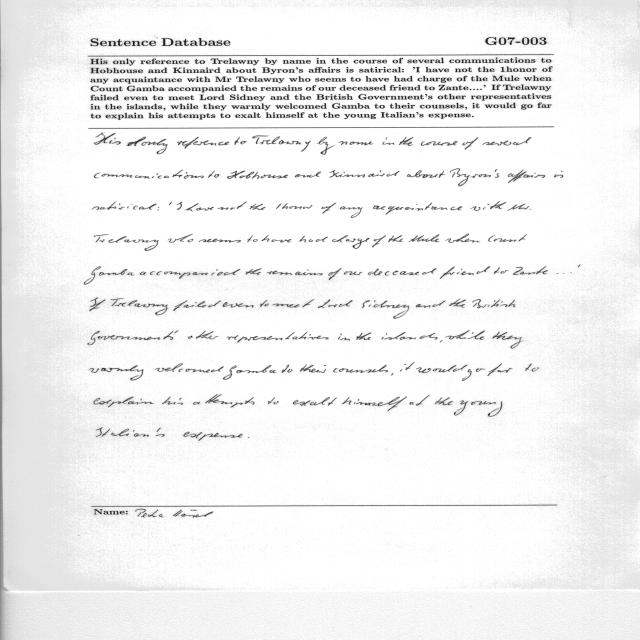 Sentence Database G07-003
His only reference to Trelawny by name in the course of several communications to
Hobhouse and Kinnaird about Byron's affairs is satirical: 'I have not the 1honor of
any acquaintance with Mr Trelawny who seems to have had charge of the Mule when
Count Gamba accompanied the remains of our deceased friend to Zante....' If Trelawny
failed even to meet Lord Sidney and the British Government's other representatives
in the islands, while they warmly welcomed Gamba to their counsels, it would go far
to explain his attempts to exalt himself at the young Italian's expense.
His only reference to Trelawny by name in the course of several
communications to Hobhouse and Kinnaird about Byron's affairs is
satirical: 'I have not the 1honor of any acquaintance with Mr.
Trelawny who seems to have had charge of the Mule when Count
Gamba accompanied the remains of our deceased friend to Zante ...'
If Trelawny failed even to meet Lord Sidney and the British
Governments' other representatives in the islands, while they
warmly welcomed Gamba to their counsels, it would go far to
explain his attempts to exalt himself at the young
Italian's expense.
Name: